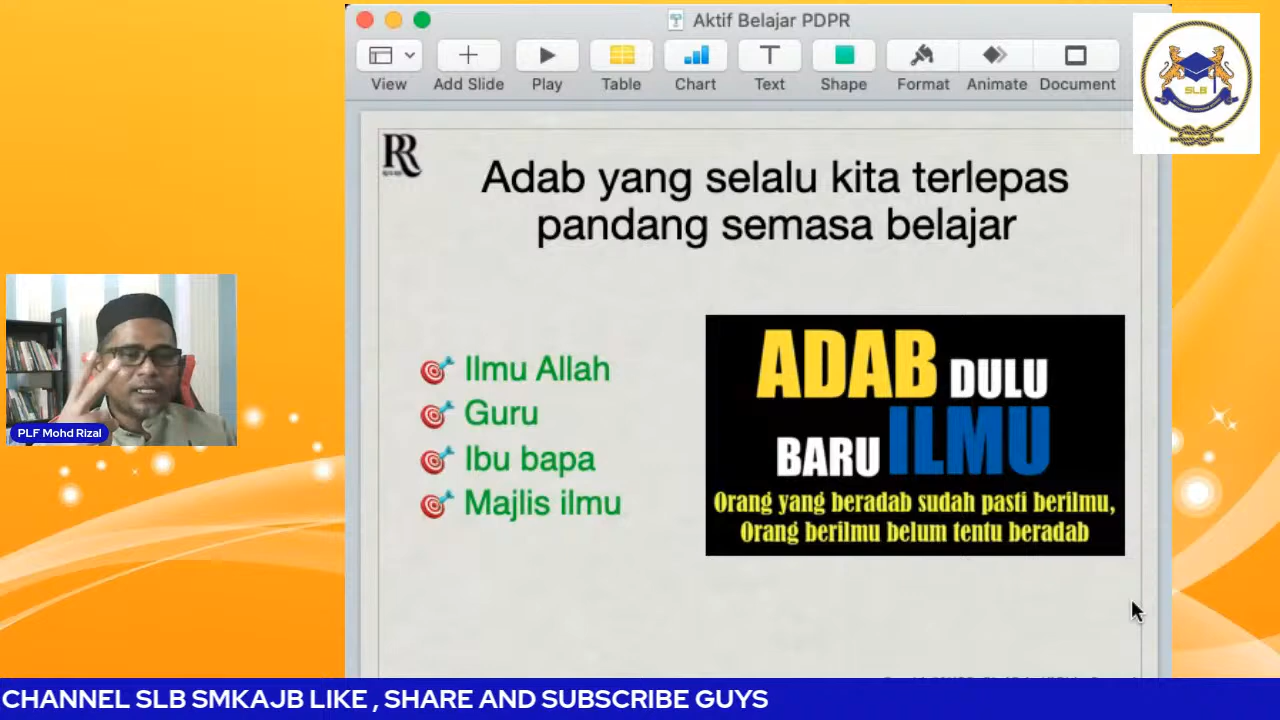 Aktif Belajar PDPR
View
Add Slide
Play
Table
Chart
Text
Shape
Format
Animate
Document
SLB
RR
Adab yang selalu kita terlepas
pandang semasa belajar
Ilmu Allah
Guru
Ibu bapa
Majlis ilmu
ADAB DULU
BARU ILMU
Orang yang beradab sudah pasti berilmu,
Orang berilmu belum tentu beradab
PLF Mohd Rizal
CHANNEL SLB SMKAJB LIKE , SHARE AND SUBSCRIBE GUYS